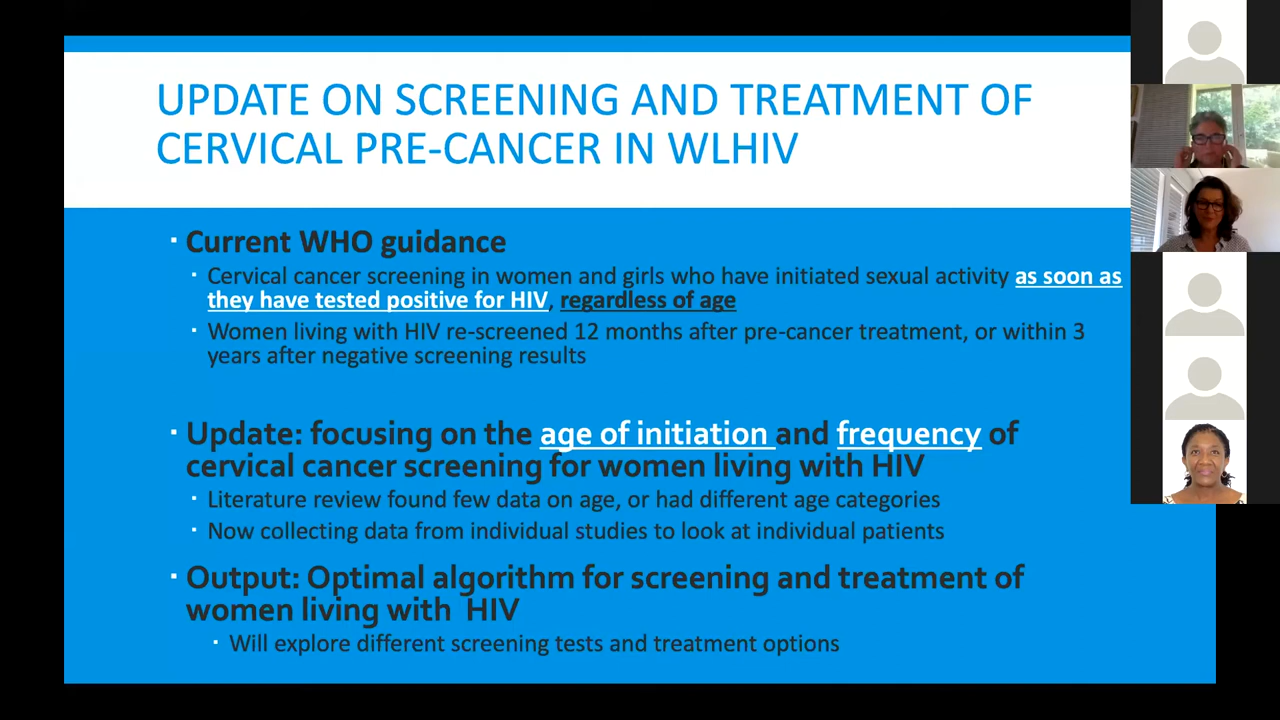 UPDATE ON SCREENING AND TREATMENT OF
CERVICAL PRE-CANCER IN WLHIV
▪ Current WHO guidance
▪ Cervical cancer screening in women and girls who have initiated sexual activity as soon as
they have tested positive for HIV, regardless of age
▪ Women living with HIV re-screened 12 months after pre-cancer treatment, or within 3
years after negative screening results
▪ Update: focusing on the age of initiation and frequency of
cervical cancer screening for women living with HIV
▪ Literature review found few data on age, or had different age categories
▪ Now collecting data from individual studies to look at individual patients
▪ Output: Optimal algorithm for screening and treatment of
women living with HIV
▪ Will explore different screening tests and treatment options